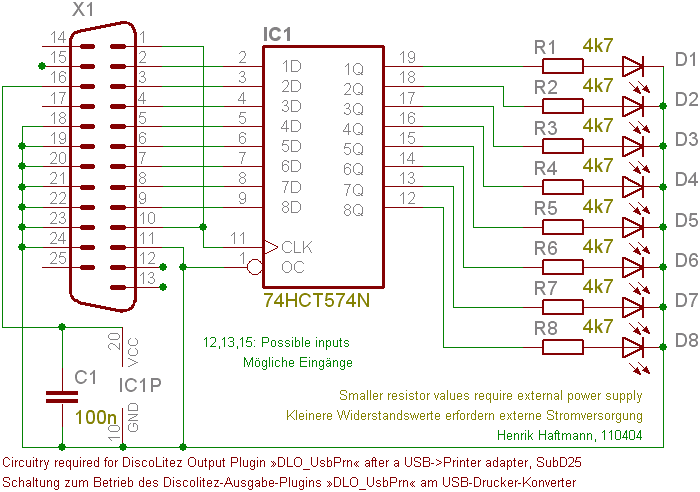 X1
14
15
16
17
18
19
20
21
22
23
24
25
1
2
3
4
5
6
7
8
9
10
11
12
13
IC1
2
3
4
5
6
7
8
9
11
1
1D
2D
3D
4D
5D
6D
7D
8D
CLK
OC
1Q
2Q
3Q
4Q
5Q
6Q
7Q
8Q
19
18
17
16
15
14
13
12
74HCT574N
R1 4k7 D1
R2 4k7 D2
R3 4k7 D3
R4 4k7 D4
R5 4k7 D5
R6 4k7 D6
R7 4k7 D7
R8 4k7 D8
C1
100n
20
VCC
IC1P
10
GND
12,13,15: Possible inputs
Mögliche Eingänge
Smaller resistor values require external power supply
Kleinere Widerstandswerte erfordern externe Stromversorgung
Henrik Haftmann, 110404
Circuitry required for DiscoLitez Output Plugin »DLO_UsbPrn« after a USB->Printer adapter, SubD25
Schaltung zum Betrieb des Discolitez-Ausgabe-Plugins »DLO_UsbPrn« am USB-Drucker-Konverter